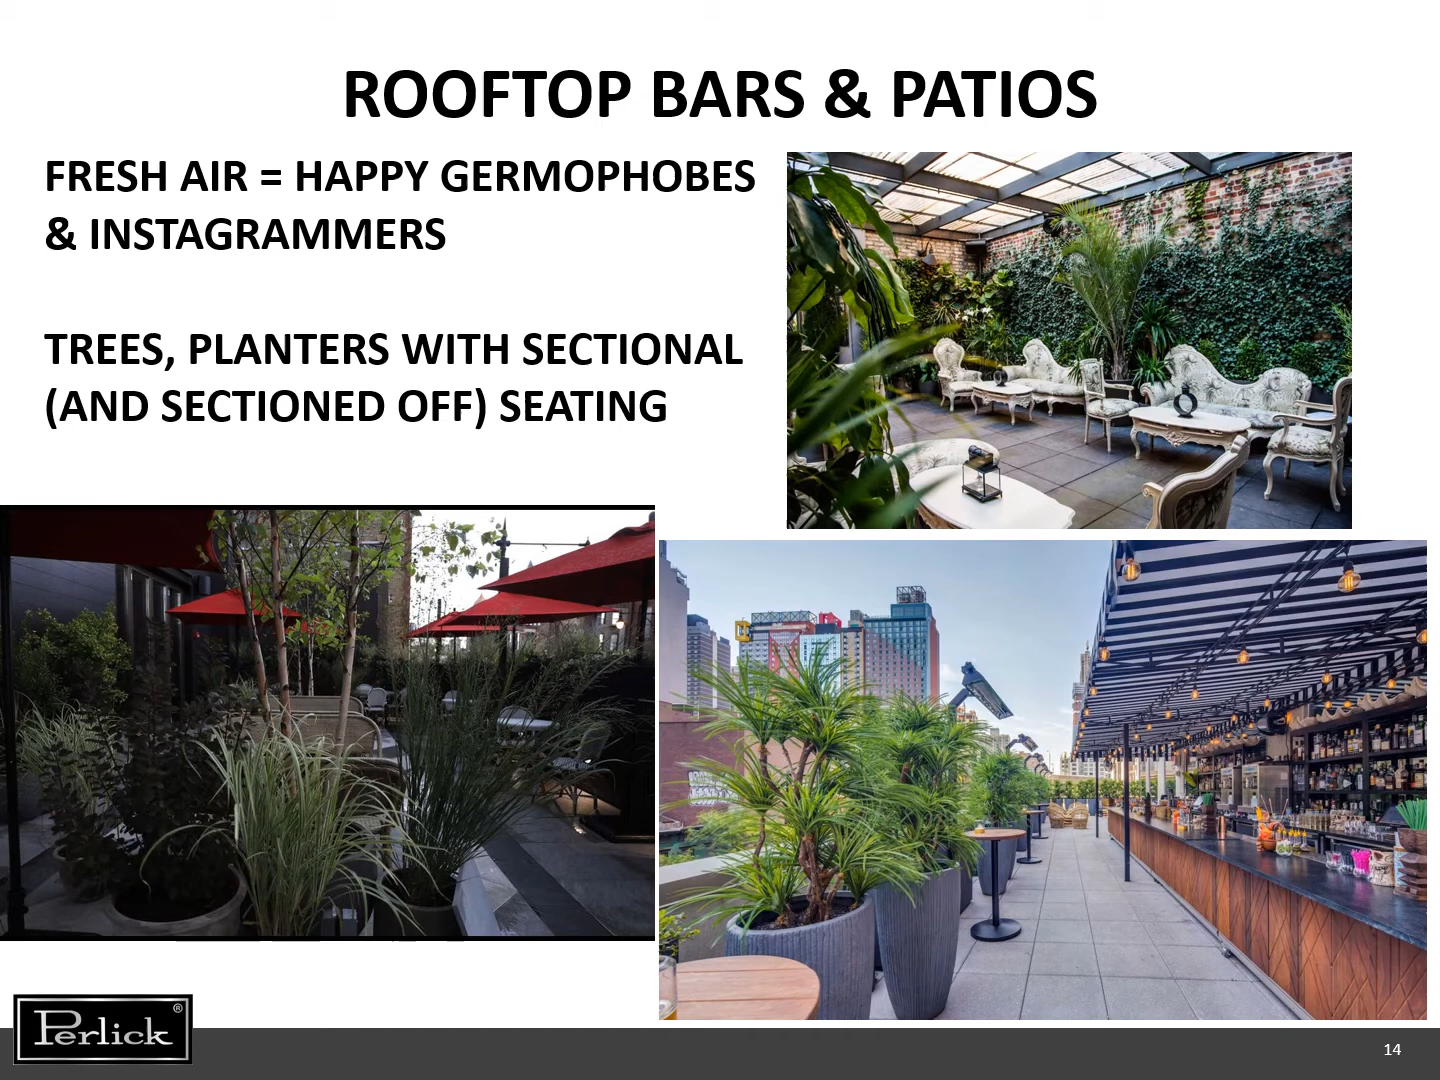 ROOFTOP BARS & PATIOS
FRESH AIR = HAPPY GERMOPHOBES
& INSTAGRAMMERS
TREES, PLANTERS WITH SECTIONAL
(AND SECTIONED OFF) SEATING
Perlick®
14